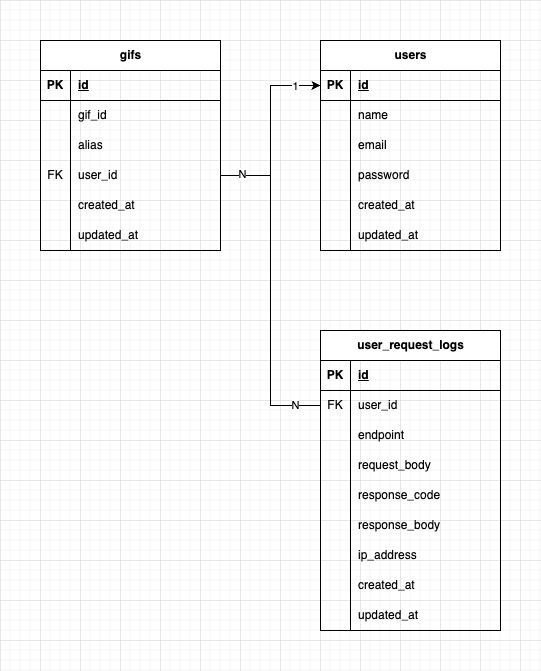 gifs
PK id
gif_id
alias
FK user_id
created_at
updated_at
N
1
users
PK id
name
email
password
created_at
updated_at
N
user_request_logs
PK id
FK user_id
endpoint
request_body
response_code
response_body
ip_address
created_at
updated_at